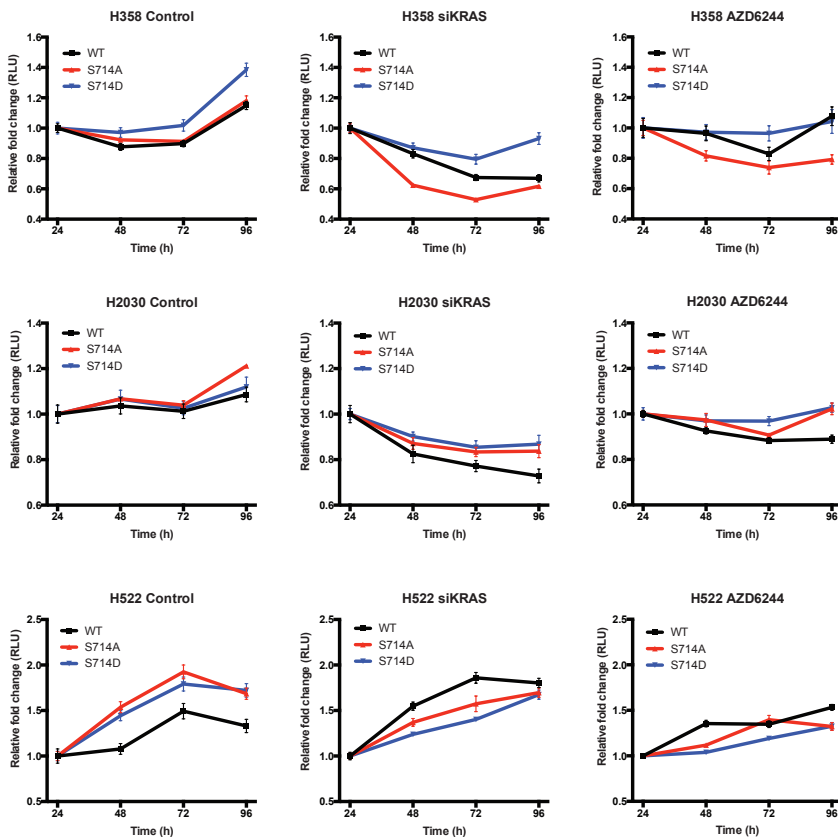 H358 Control
Relative fold change (RLU)
1.6
1.4
1.2
1.0
0.8
0.6
0.4
WT
S714A
S714D
24 48 72 96
Time (h)
H358 siKRAS
Relative fold change (RLU)
1.6
1.4
1.2
1.0
0.8
0.6
0.4
WT
S714A
S714D
24 48 72 96
Time (h)
H358 AZD6244
Relative fold change (RLU)
1.6
1.4
1.2
1.0
0.8
0.6
0.4
WT
S714A
S714D
24 48 72 96
Time (h)
H2030 Control
Relative fold change (RLU)
1.4
1.2
1.0
0.8
0.6
WT
S714A
S714D
24 48 72 96
Time (h)
H2030 siKRAS
Relative fold change (RLU)
1.4
1.2
1.0
0.8
0.6
WT
S714A
S714D
24 48 72 96
Time (h)
H2030 AZD6244
Relative fold change (RLU)
1.4
1.2
1.0
0.8
0.6
WT
S714A
S714D
24 48 72 96
Time (h)
H522 Control
Relative fold change (RLU)
2.5
2.0
1.5
1.0
0.5
WT
S714A
S714D
24 48 72 96
Time (h)
H522 siKRAS
Relative fold change (RLU)
2.5
2.0
1.5
1.0
0.5
WT
S714A
S714D
24 48 72 96
Time (h)
H522 AZD6244
Relative fold change (RLU)
2.5
2.0
1.5
1.0
0.5
WT
S714A
S714D
24 48 72 96
Time (h)